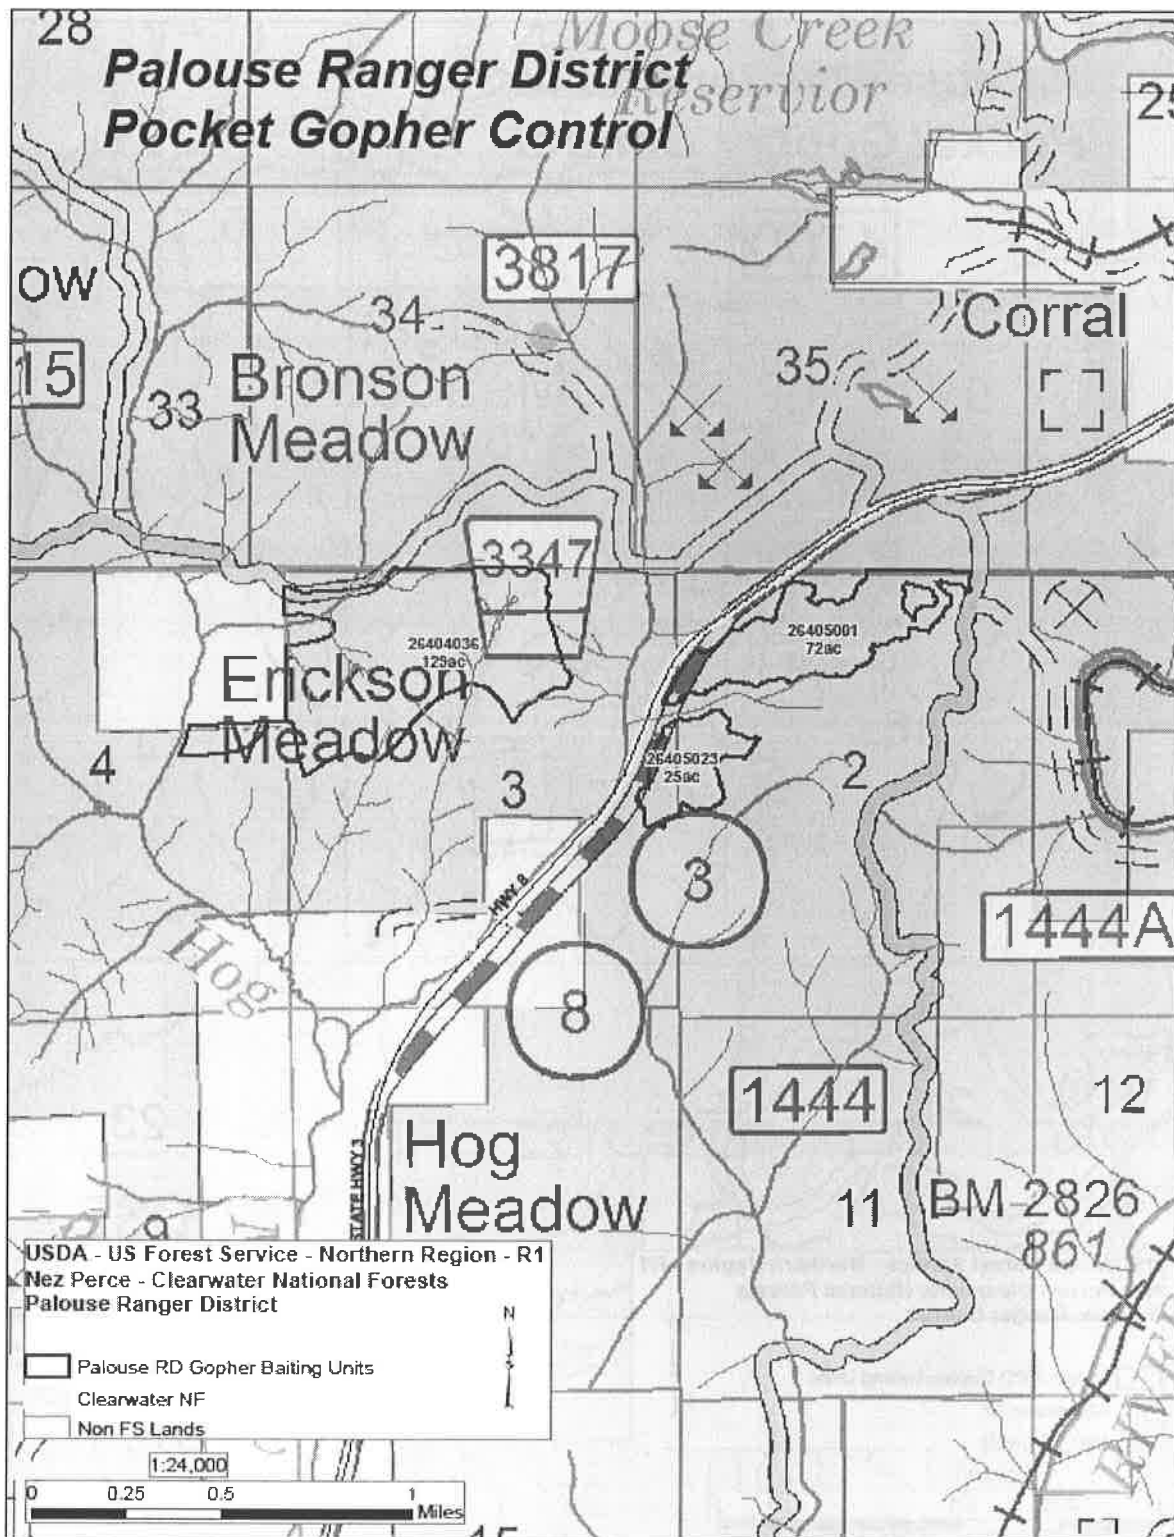 28
Moose Creek
Reservior
Palouse Ranger District
Pocket Gopher Control
25
3817
ow
34
Corral
15
33
Bronson
Meadow
35
3347
26404036
129ac
26405001
72ac
Erickson
Meadow
26405023
25ac
4
3
2
3
HWY 8
1444A
Hog
8
1444
12
Hog
Meadow
STATE HWY 3
11
BM 2826
861
9
USDA - US Forest Service - Northern Region - R1
Nez Perce - Clearwater National Forests
Palouse Ranger District
N
Palouse RD Gopher Baiting Units
Clearwater NF
Non FS Lands
1:24,000
0 0.25 0.5 1
Miles
15